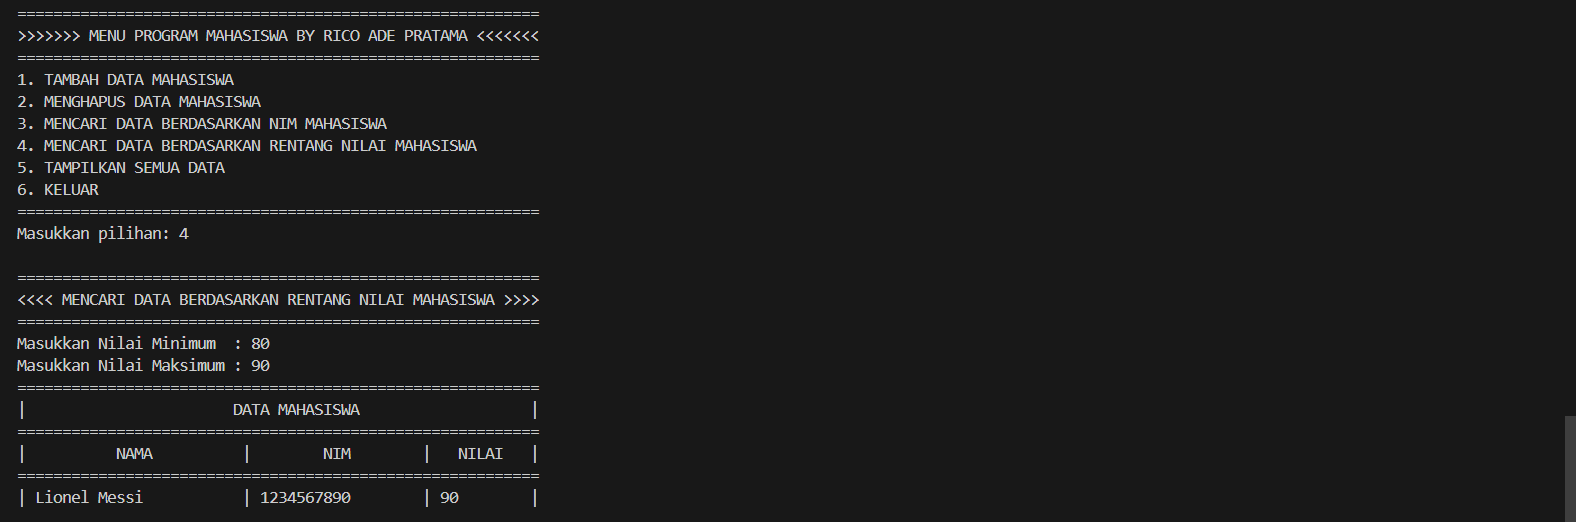 ==========================================================
>>>>>>> MENU PROGRAM MAHASISWA BY RICO ADE PRATAMA <<<<<<<
==========================================================
1. TAMBAH DATA MAHASISWA
2. MENGHAPUS DATA MAHASISWA
3. MENCARI DATA BERDASARKAN NIM MAHASISWA
4. MENCARI DATA BERDASARKAN RENTANG NILAI MAHASISWA
5. TAMPILKAN SEMUA DATA
6. KELUAR
==========================================================
Masukkan pilihan: 4

==========================================================
<<<< MENCARI DATA BERDASARKAN RENTANG NILAI MAHASISWA >>>>
==========================================================
Masukkan Nilai Minimum  : 80
Masukkan Nilai Maksimum : 90
==========================================================
|                       DATA MAHASISWA                   |
==========================================================
|          NAMA          |        NIM        |   NILAI   |
==========================================================
| Lionel Messi           | 1234567890        | 90        |